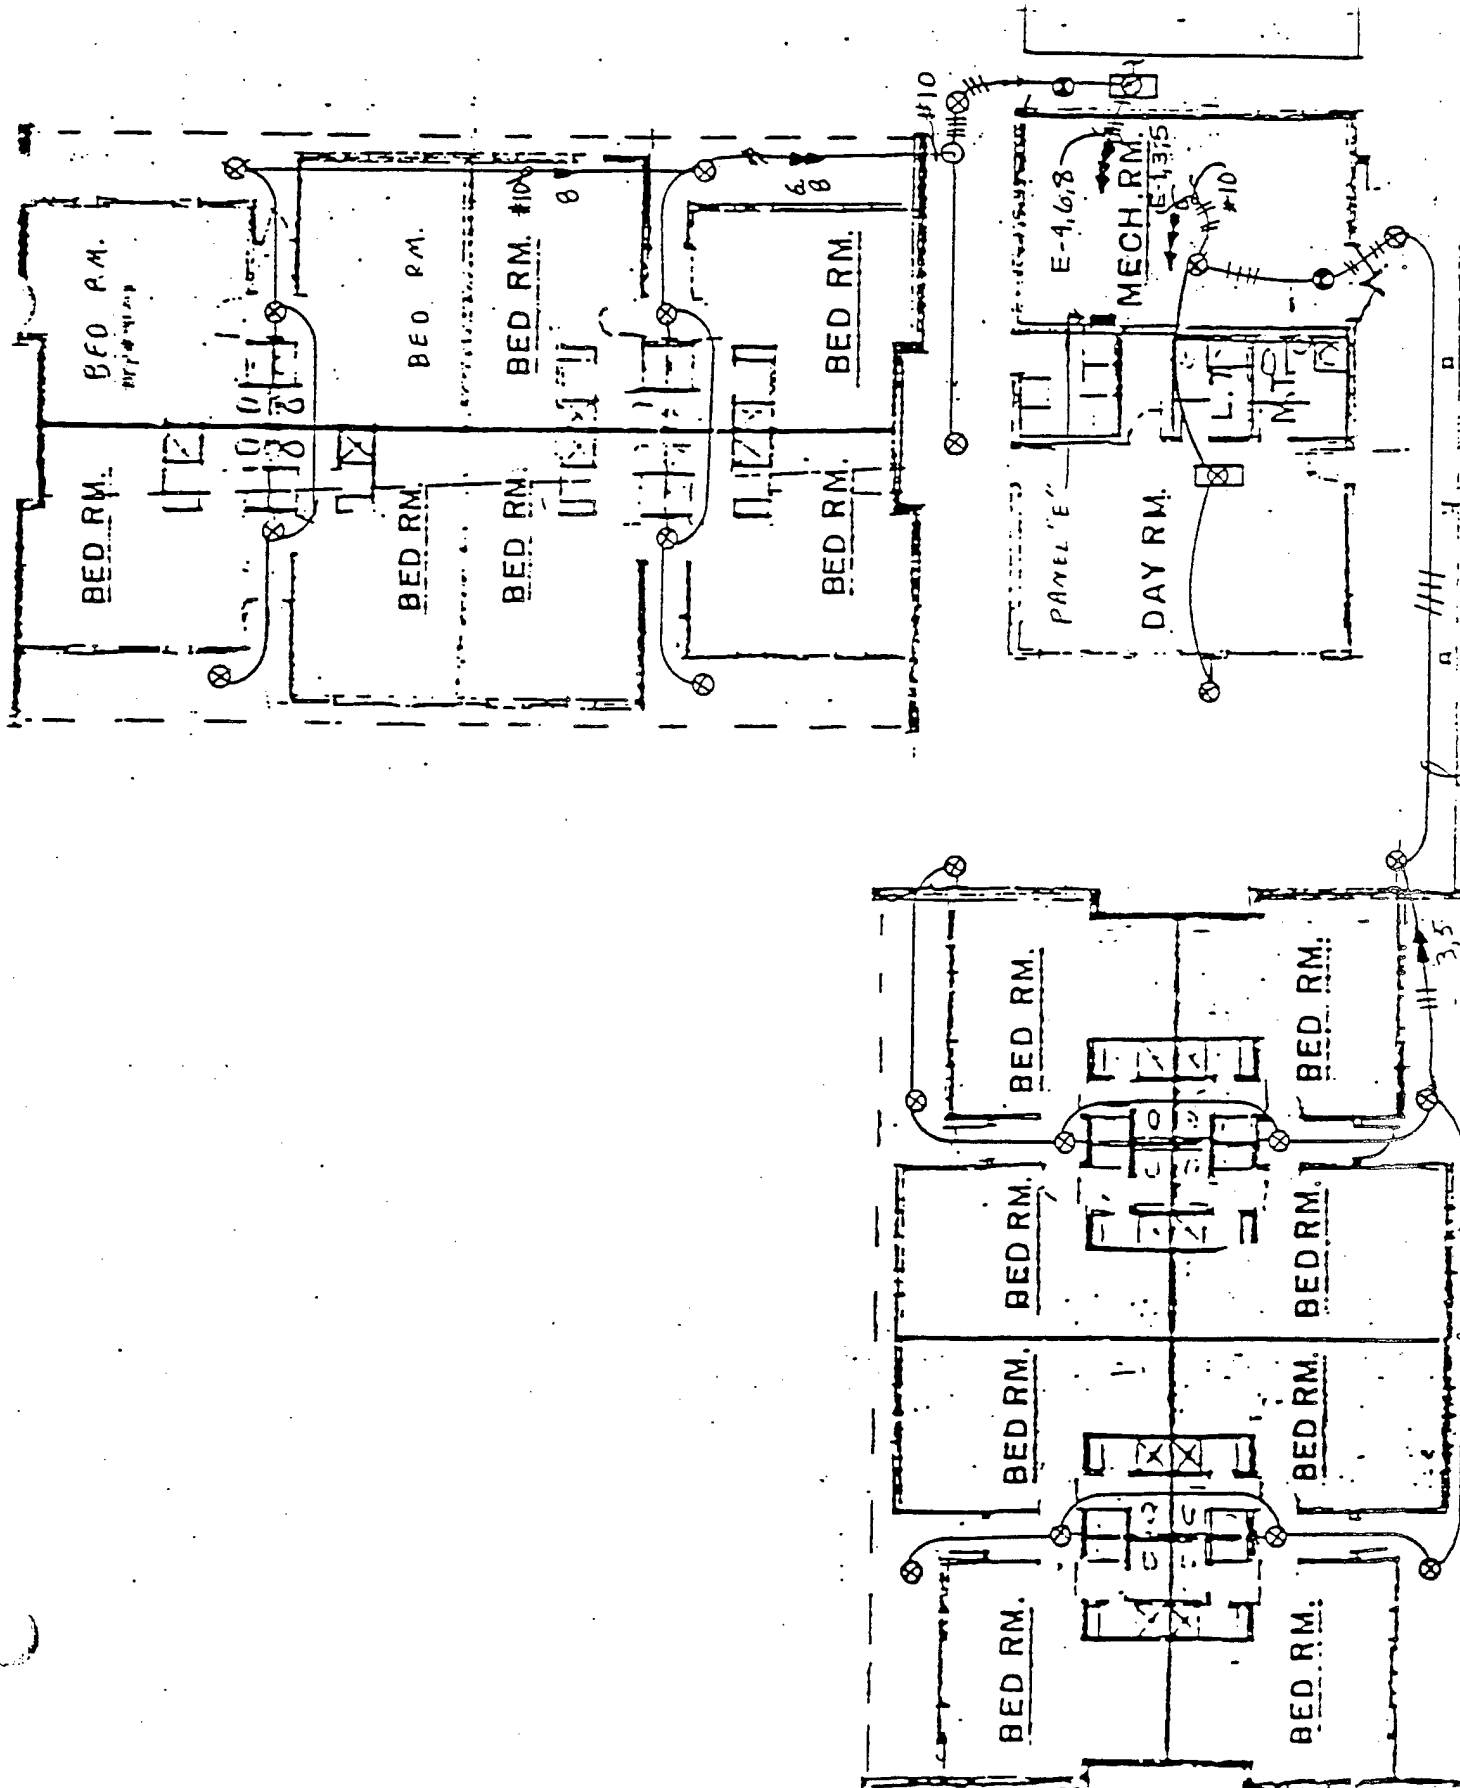 BED RM.
BED RM.
BED RM.
BED RM.
BED RM.
BED RM.
BED RM.
BED RM.
#10
8
6,8
#10
E-4,6,8
MECH. RM.
E-1,3,5
#10
PANEL "E"
DAY RM.
3,5
BED RM.
BED RM.
BED RM.
BED RM.
BED RM.
BED RM.
BED RM.
BED RM.